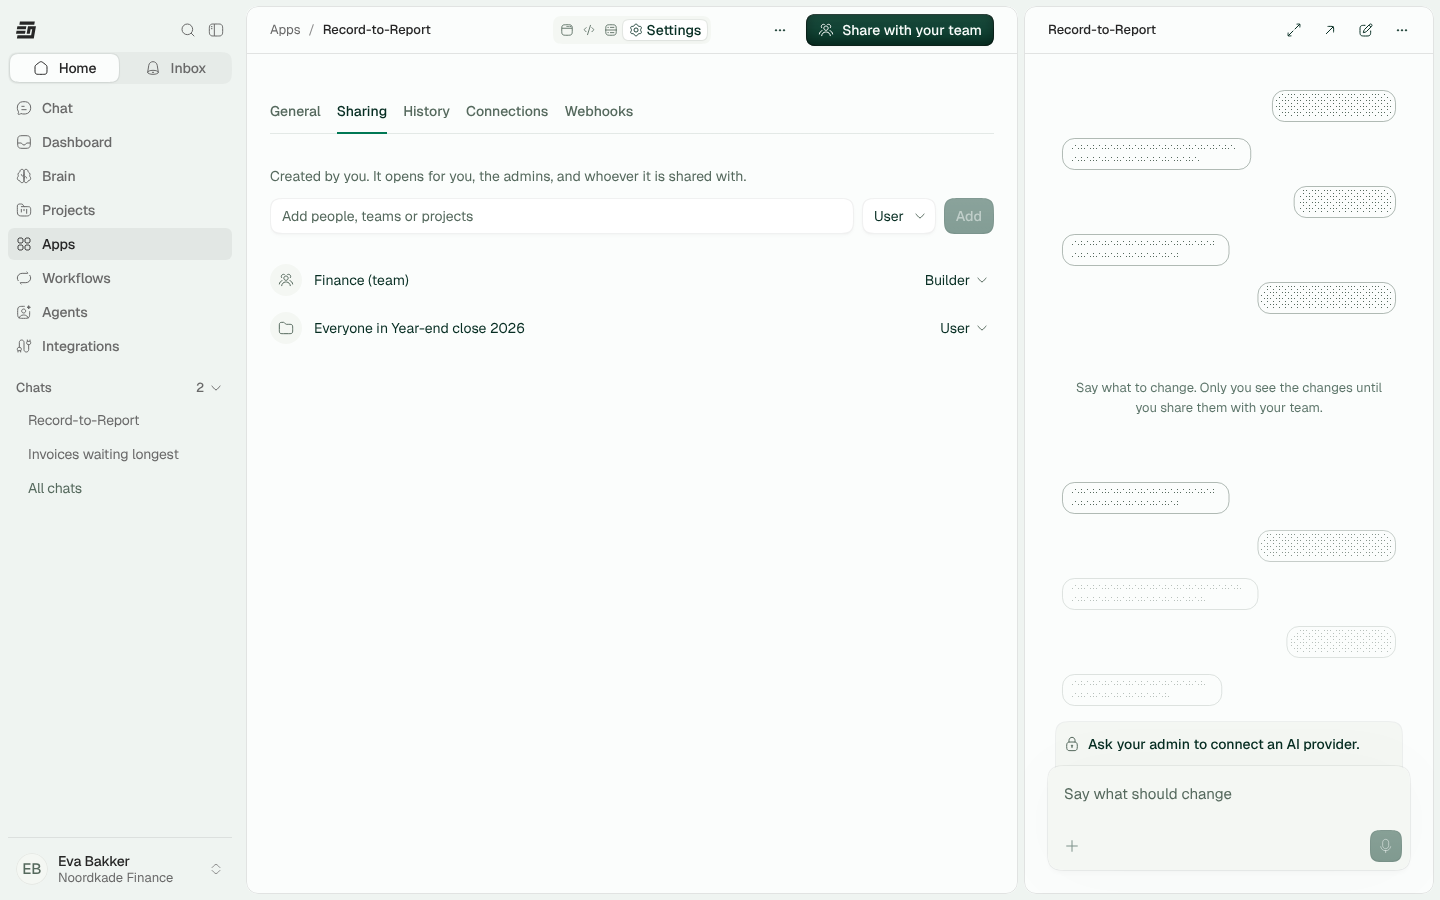 Home
Inbox
Chat
Dashboard
Brain
Projects
Apps
Workflows
Agents
Integrations
Chats 2
Record-to-Report
Invoices waiting longest
All chats
EB
Eva Bakker
Noordkade Finance
Apps / Record-to-Report
Settings
Share with your team
General Sharing History Connections Webhooks
Created by you. It opens for you, the admins, and whoever it is shared with.
Add people, teams or projects
User
Add
Finance (team)
Builder
Everyone in Year-end close 2026
User
Record-to-Report
Say what to change. Only you see the changes until
you share them with your team.
Ask your admin to connect an AI provider.
Say what should change